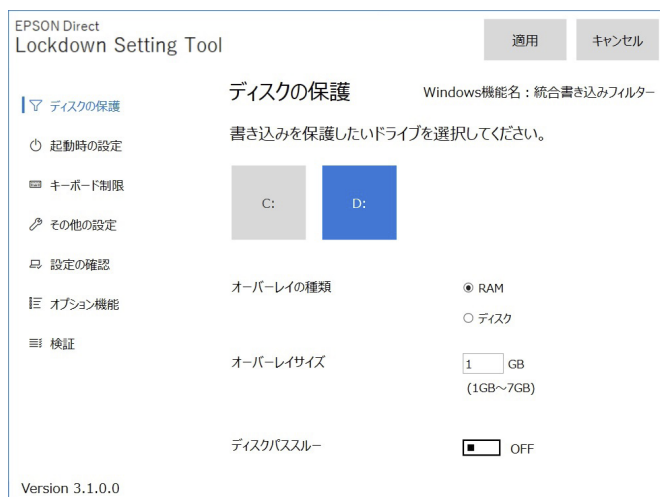 EPSON Direct
Lockdown Setting Tool
適用
キャンセル
ディスクの保護
起動時の設定
キーボード制限
その他の設定
設定の確認
オプション機能
検証
Version 3.1.0.0
ディスクの保護
Windows機能名：統合書き込みフィルター
書き込みを保護したいドライブを選択してください。
C:
D:
オーバーレイの種類
RAM
ディスク
オーバーレイサイズ
1 GB
(1GB～7GB)
ディスクパススルー
OFF